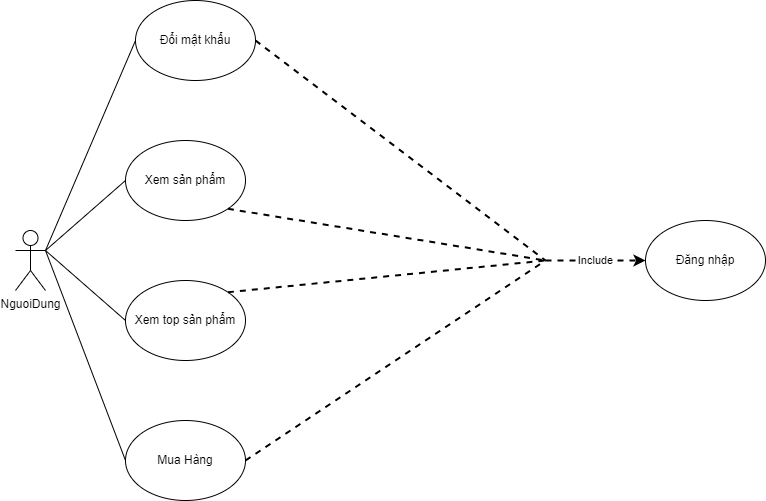 Đổi mật khẩu
Xem sản phẩm
NguoiDung
Include
Đăng nhập
Xem top sản phẩm
Mua Hàng